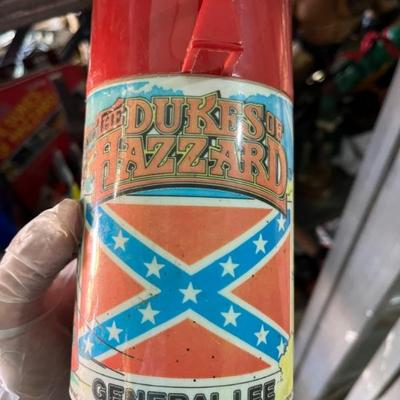 THE DUKES OF
HAZZARD
GENERAL LEE